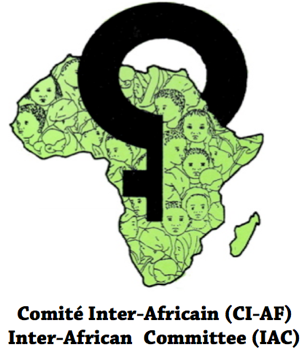 Comité Inter-Africain (CI-AF)
Inter-African Committee (IAC)